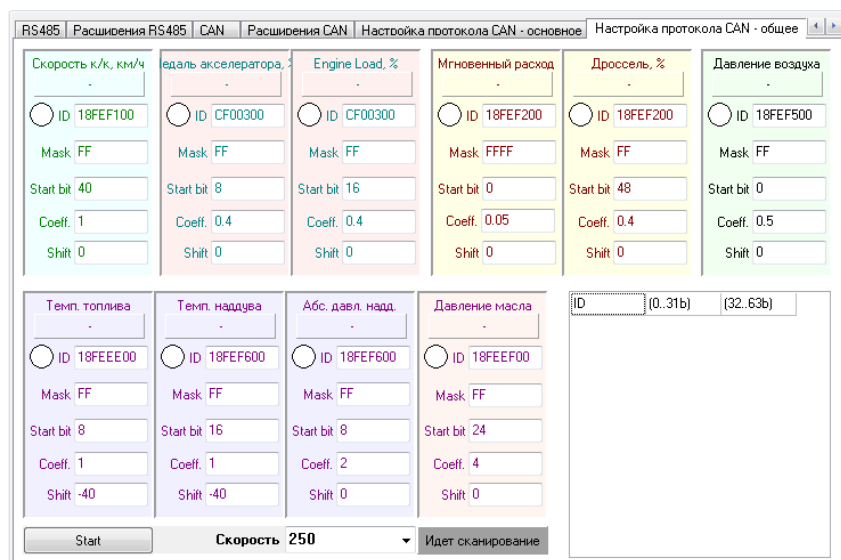 RS485 Расширения RS485 CAN Расширения CAN Настройка протокола CAN - основное Настройка протокола CAN - общее
Скорость к/к, км/ч едаль акселератора, Engine Load, % Мгновенный расход Дроссель, % Давление воздуха
- - - - - -
ID 18FEF100 ID CF00300 ID CF00300 ID 18FEF200 ID 18FEF200 ID 18FEF500
Mask FF Mask FF Mask FF Mask FFFF Mask FF Mask FF
Start bit 40 Start bit 8 Start bit 16 Start bit 0 Start bit 48 Start bit 0
Coeff. 1 Coeff. 0.4 Coeff. 0.4 Coeff. 0.05 Coeff. 0.4 Coeff. 0.5
Shift 0 Shift 0 Shift 0 Shift 0 Shift 0 Shift 0
Темп. топлива Темп. наддува Абс. давл. надд. Давление масла ID (0..31b) (32..63b)
- - - -
ID 18FEEE00 ID 18FEF600 ID 18FEF600 ID 18FEEF00
Mask FF Mask FF Mask FF Mask FF
Start bit 8 Start bit 16 Start bit 8 Start bit 24
Coeff. 1 Coeff. 1 Coeff. 2 Coeff. 4
Shift -40 Shift -40 Shift 0 Shift 0
Start Скорость 250 Идет сканирование